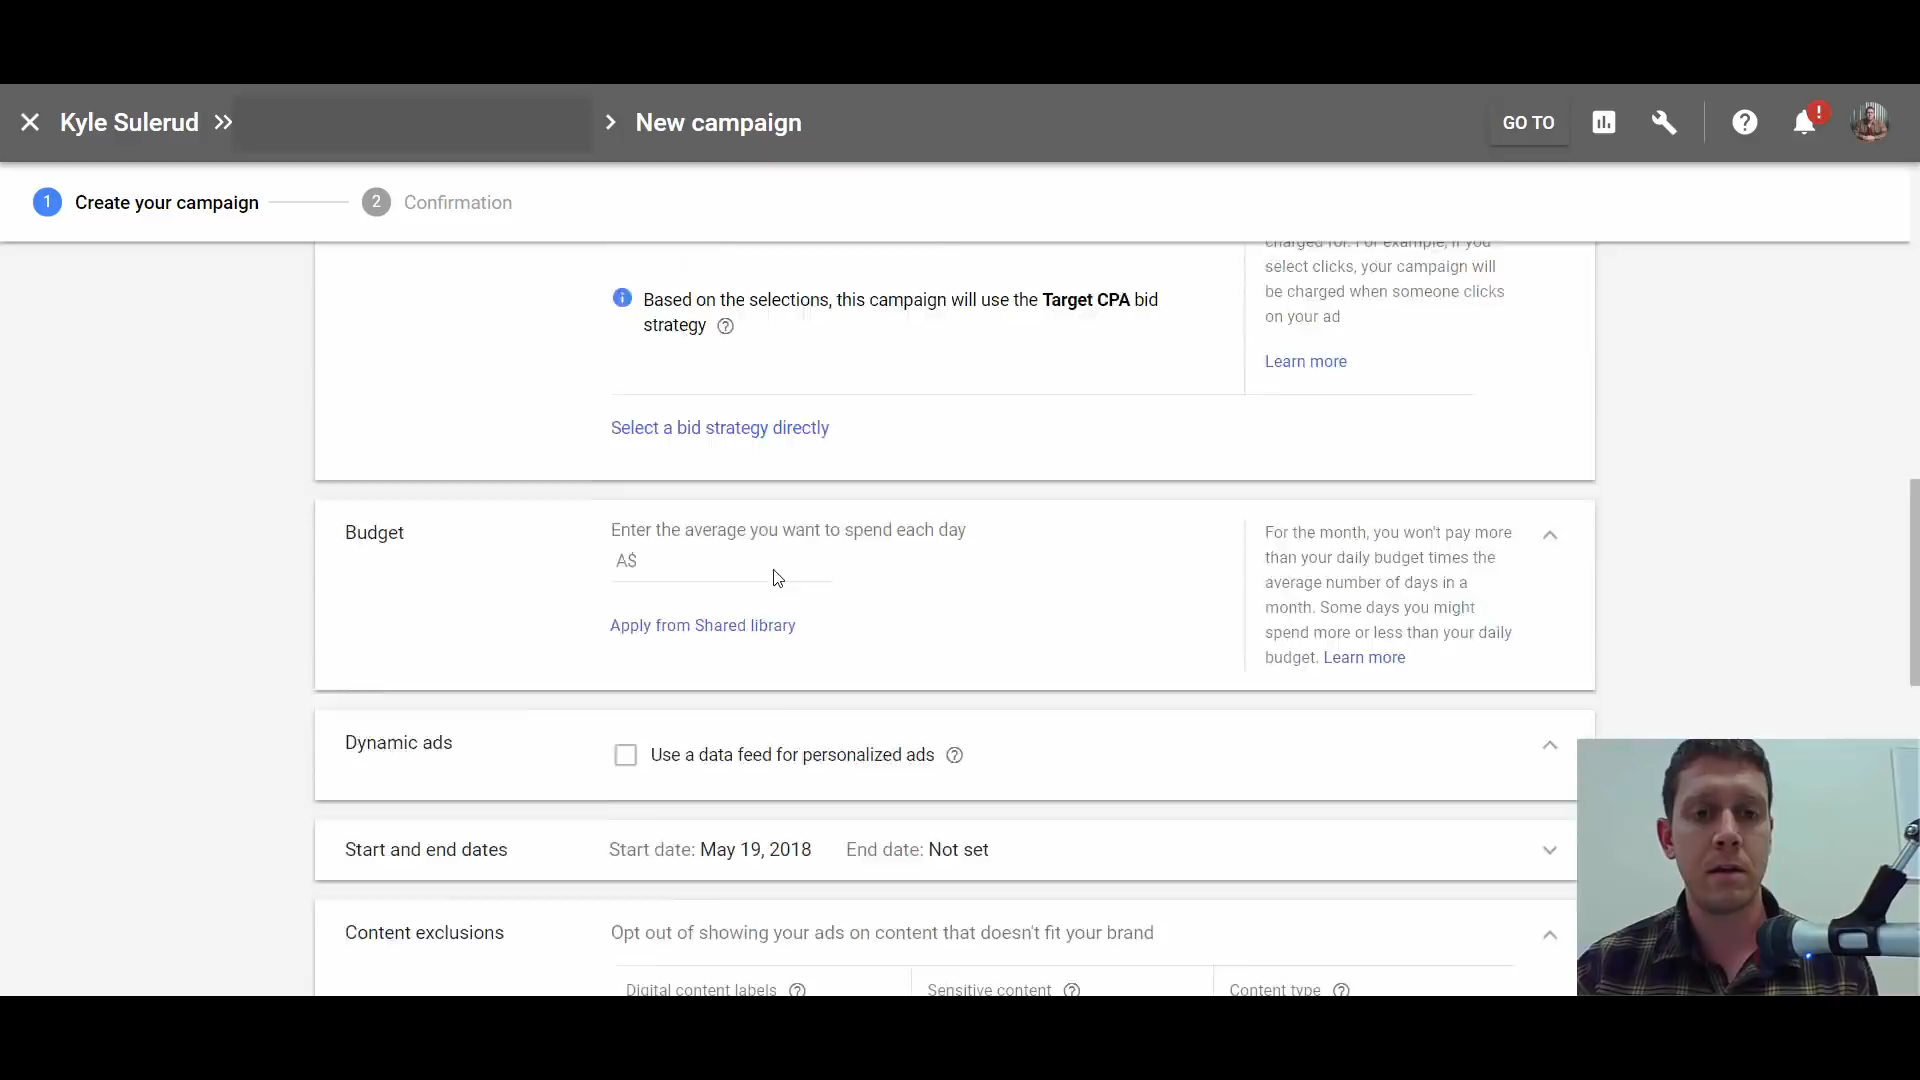 Kyle Sulerud
New campaign
GO TO
!
1 Create your campaign
2 Confirmation
charged for. For example, if you
select clicks, your campaign will
be charged when someone clicks
on your ad
Learn more
Based on the selections, this campaign will use the Target CPA bid
strategy
Select a bid strategy directly
Budget
Enter the average you want to spend each day
A$
Apply from Shared library
For the month, you won't pay more
than your daily budget times the
average number of days in a
month. Some days you might
spend more or less than your daily
budget. Learn more
Dynamic ads
Use a data feed for personalized ads
Start and end dates
Start date: May 19, 2018 End date: Not set
Content exclusions
Opt out of showing your ads on content that doesn't fit your brand
Digital content labels
Sensitive content
Content type